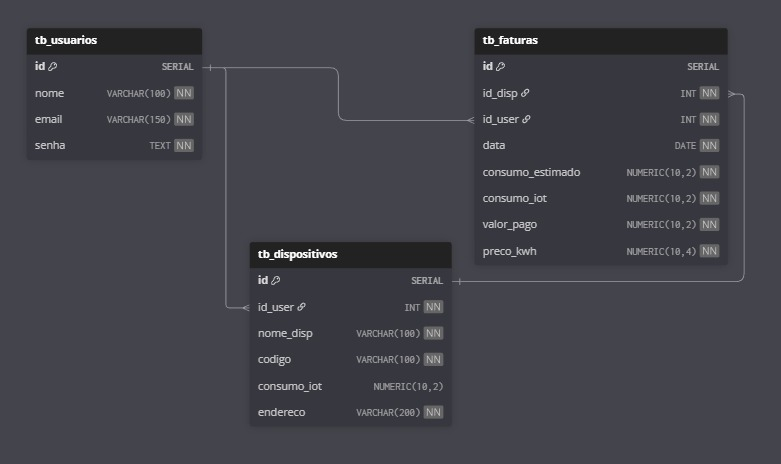 tb_usuarios
id SERIAL
nome VARCHAR(100) NN
email VARCHAR(150) NN
senha TEXT NN
tb_faturas
id SERIAL
id_disp INT NN
id_user INT NN
data DATE NN
consumo_estimado NUMERIC(10,2) NN
consumo_iot NUMERIC(10,2) NN
valor_pago NUMERIC(10,2) NN
preco_kwh NUMERIC(10,4) NN
tb_dispositivos
id SERIAL
id_user INT NN
nome_disp VARCHAR(100) NN
codigo VARCHAR(100) NN
consumo_iot NUMERIC(10,2)
endereco VARCHAR(200) NN